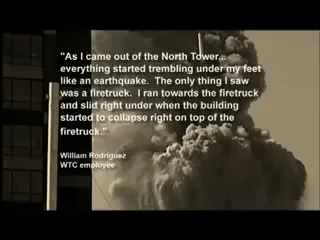 "As I came out of the North Tower...
everything started trembling under my feet
like an earthquake.  The only thing I saw
was a firetruck.  I ran towards the firetruck
and slid right under when the building
started to collapse right on top of the
firetruck."
William Rodriguez
WTC employee